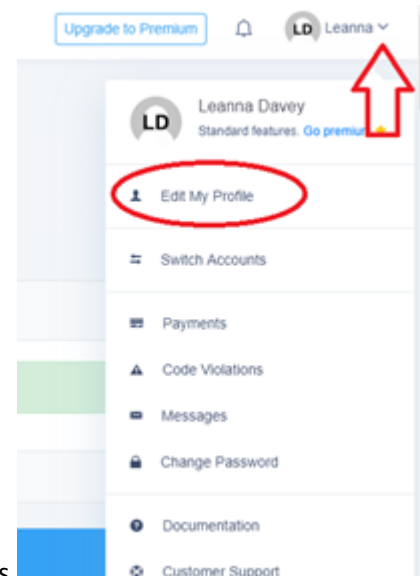 Upgrade to Premium LD Leanna
LD Leanna Davey
Standard features. Go premium
Edit My Profile
Switch Accounts
Payments
Code Violations
Messages
Change Password
Documentation
s Customer Support